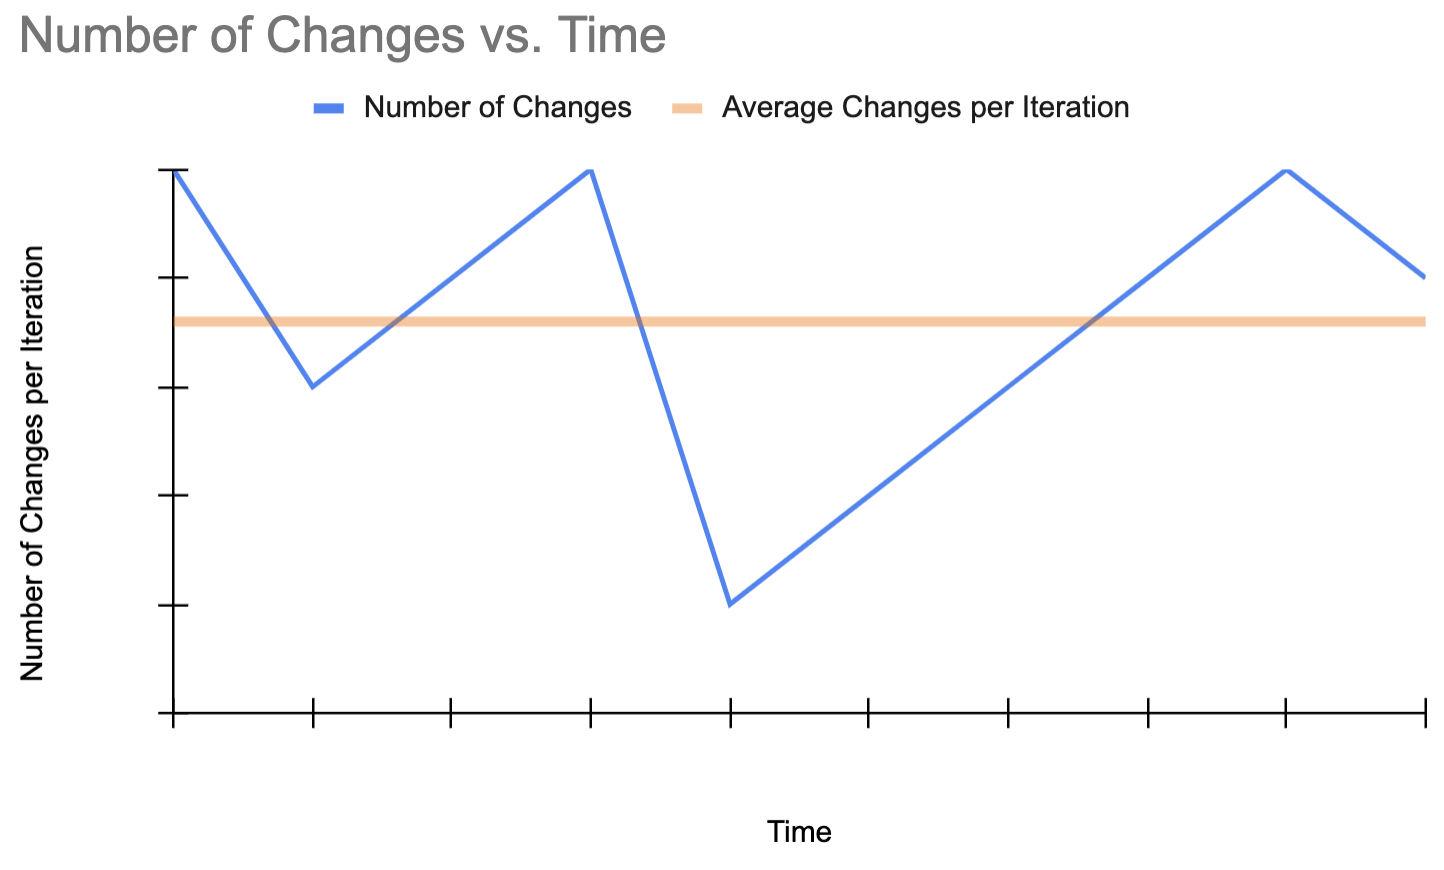 Number of Changes vs. Time
Number of Changes
Average Changes per Iteration
Number of Changes per Iteration
Time